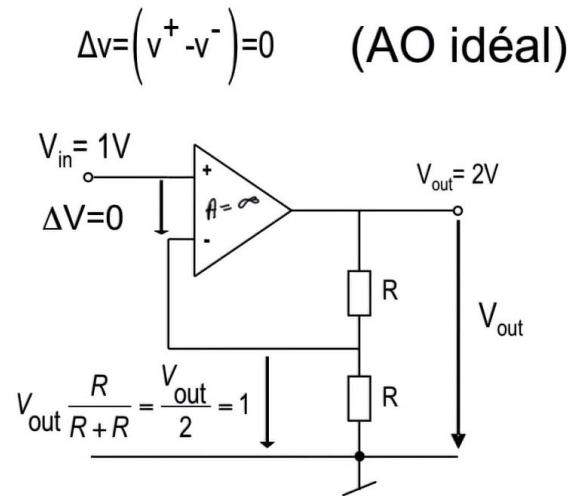 Δv=(v⁺-v⁻)=0 (AO idéal)
V_in= 1V
V_out= 2V
+
A=∞
ΔV=0
-
R
V_out
V_out R/(R+R) = V_out/2 = 1
R